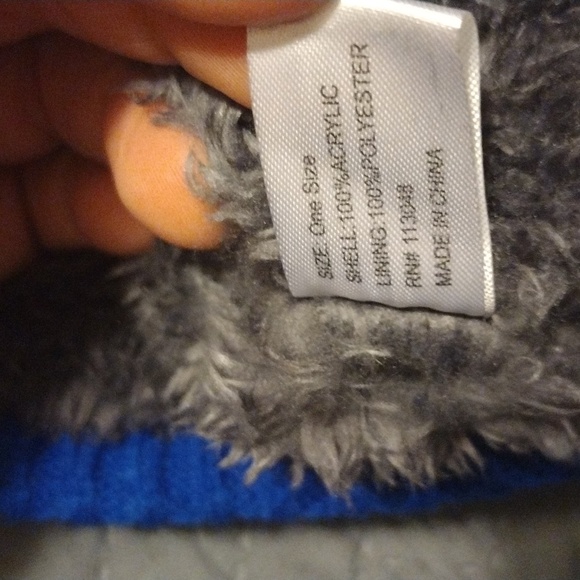 SIZE: One Size
SHELL:100%ACRYLIC
LINING:100%POLYESTER
RN# 113048
MADE IN CHINA